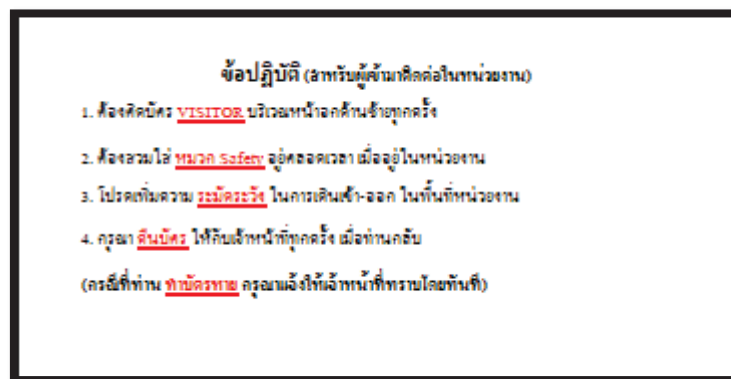 ข้อปฏิบัติ (สำหรับผู้เข้ามาติดต่อในหน่วยงาน)
1. ต้องติดบัตร VISITOR บริเวณหน้าอกด้านซ้ายทุกครั้ง
2. ต้องสวมใส่ หมวก Safety อยู่ตลอดเวลา เมื่ออยู่ในหน่วยงาน
3. โปรดเพิ่มความ ระมัดระวัง ในการเดินเข้า-ออก ในพื้นที่หน่วยงาน
4. กรุณา คืนบัตร ให้กับเจ้าหน้าที่ทุกครั้ง เมื่อท่านกลับ
(กรณีที่ท่าน ทำบัตรหาย กรุณาแจ้งให้เจ้าหน้าที่ทราบโดยทันที)